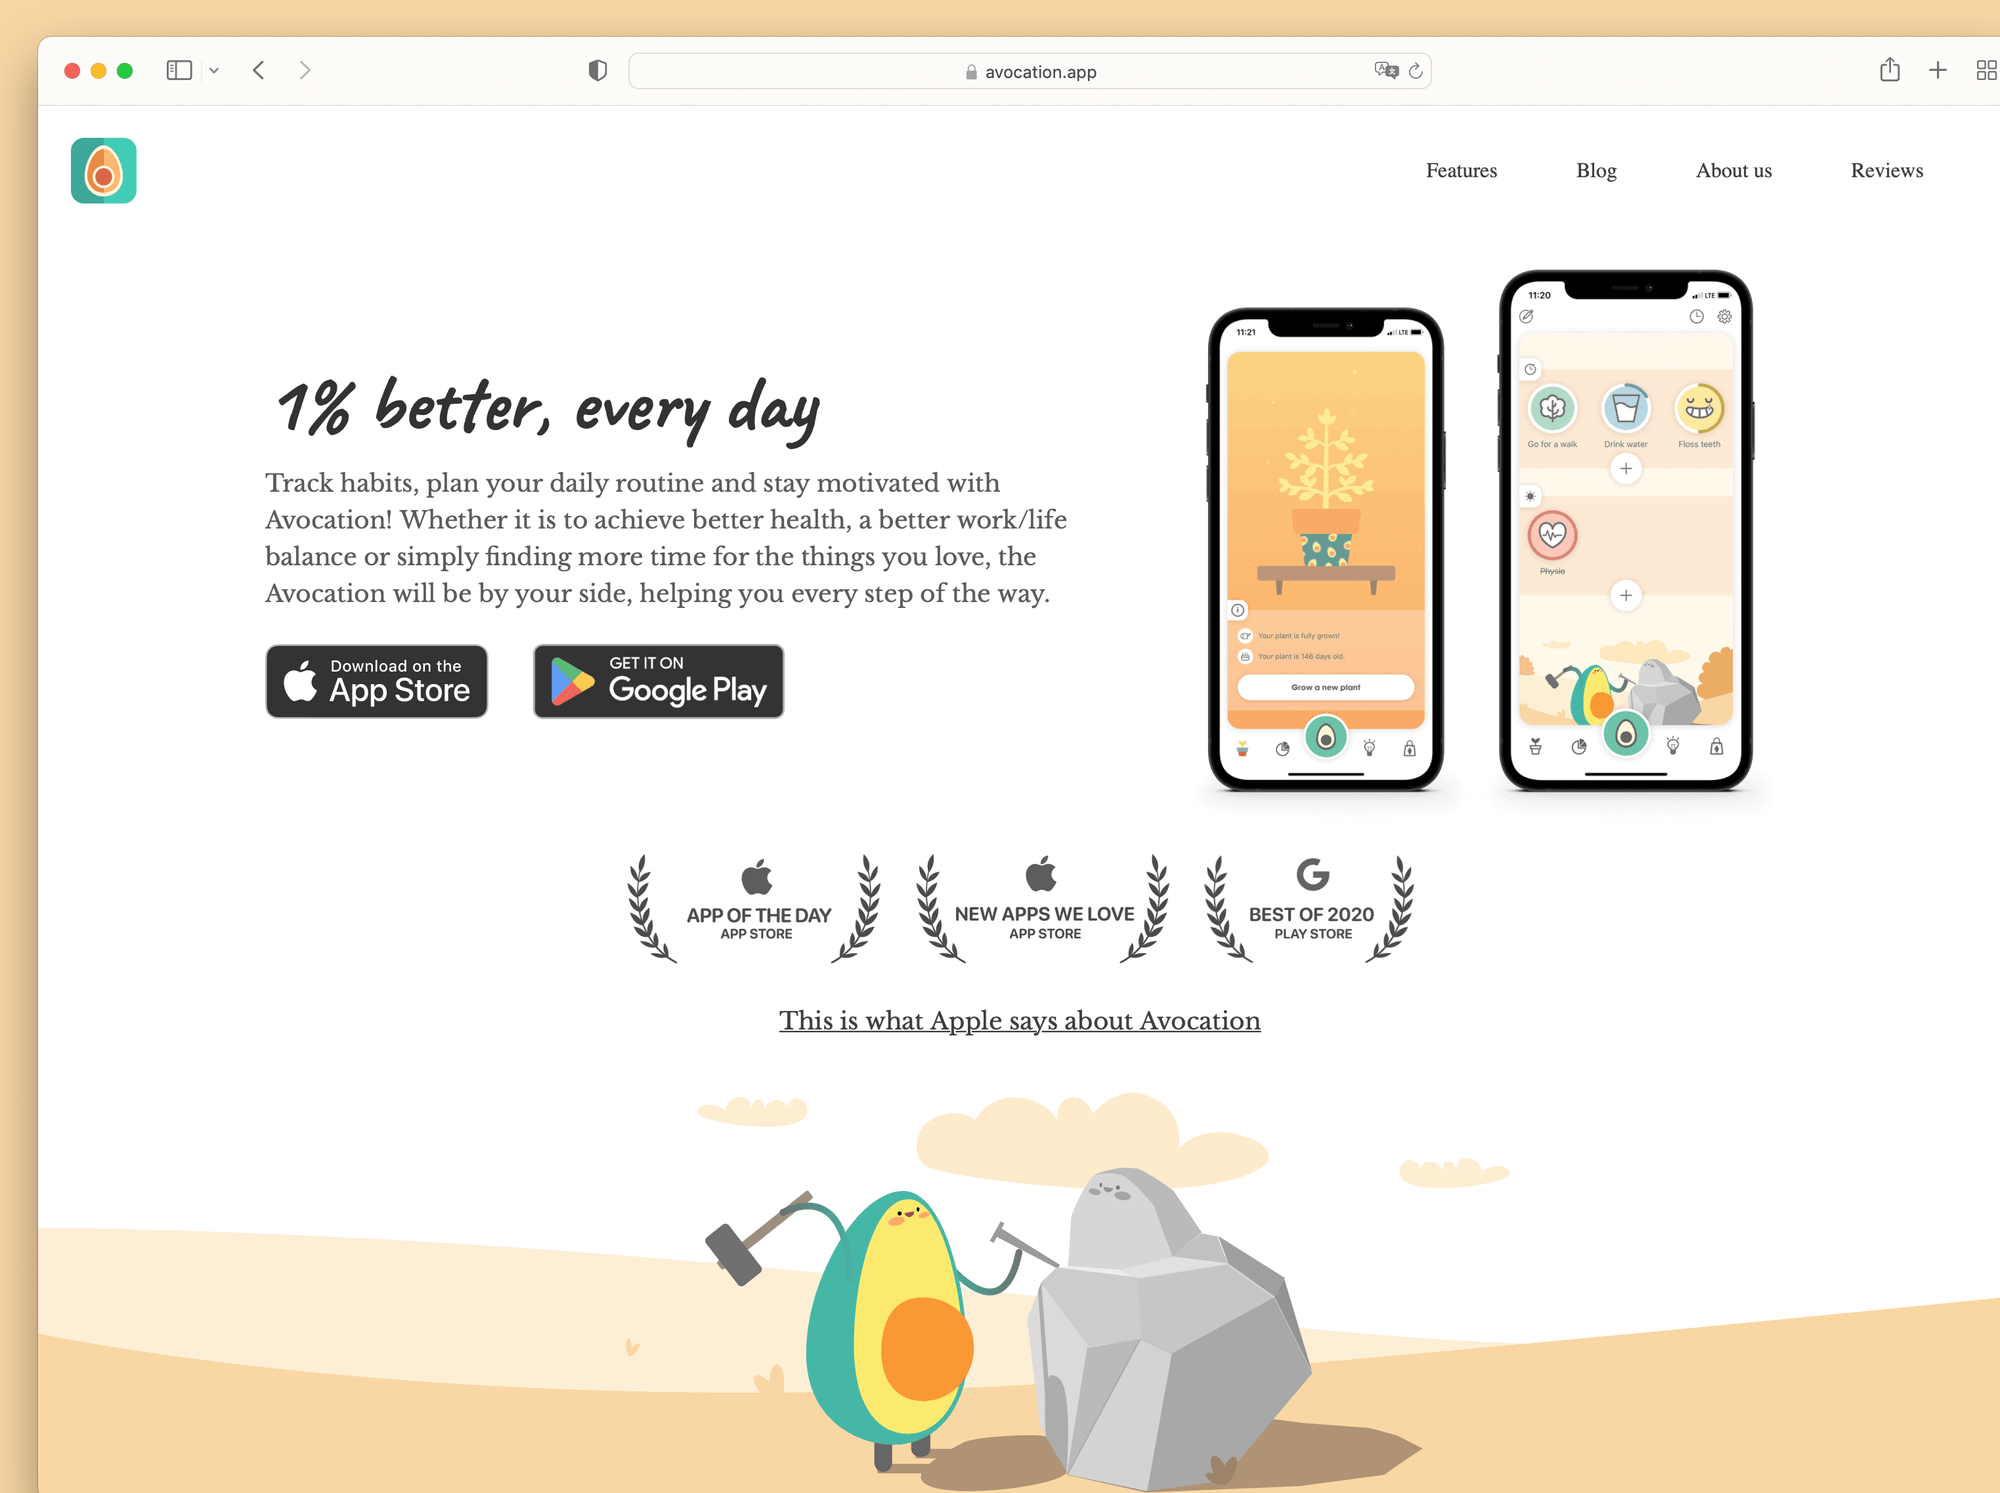 avocation.app
Features
Blog
About us
Reviews
1% better, every day
Track habits, plan your daily routine and stay motivated with
Avocation! Whether it is to achieve better health, a better work/life
balance or simply finding more time for the things you love, the
Avocation will be by your side, helping you every step of the way.
Download on the
App Store
GET IT ON
Google Play
11:21
LTE
Your plant is fully grown!
Your plant is 146 days old.
Grow a new plant
11:20
LTE
Go for a walk
Drink water
Floss teeth
Physio
APP OF THE DAY
APP STORE
NEW APPS WE LOVE
APP STORE
BEST OF 2020
PLAY STORE
This is what Apple says about Avocation